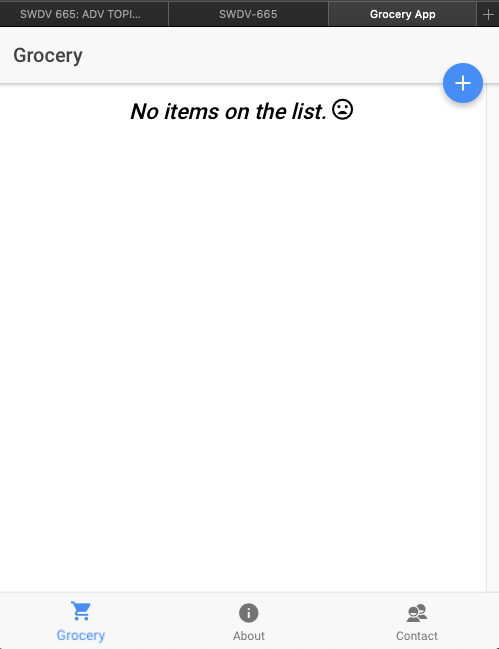 SWDV 665: ADV TOPI...
SWDV-665
Grocery App
Grocery
No items on the list.
Grocery
About
Contact